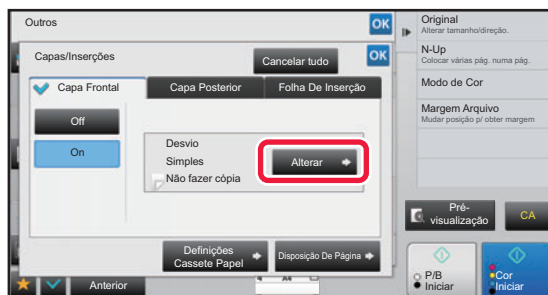 Outros
OK
Capas/Inserções
Cancelar tudo
OK
Capa Frontal
Capa Posterior
Folha De Inserção
Off
On
Desvio
Simples
Não fazer cópia
Alterar
Definições
Cassete Papel
Disposição De Página
Anterior
A4
Original
Alterar tamanho/direção.
N-Up
Colocar várias pág. numa pág.
Modo de Cor
Margem Arquivo
Mudar posição p/ obter margem
Pré-
visualização
CA
P/B
Iniciar
Cor
Iniciar